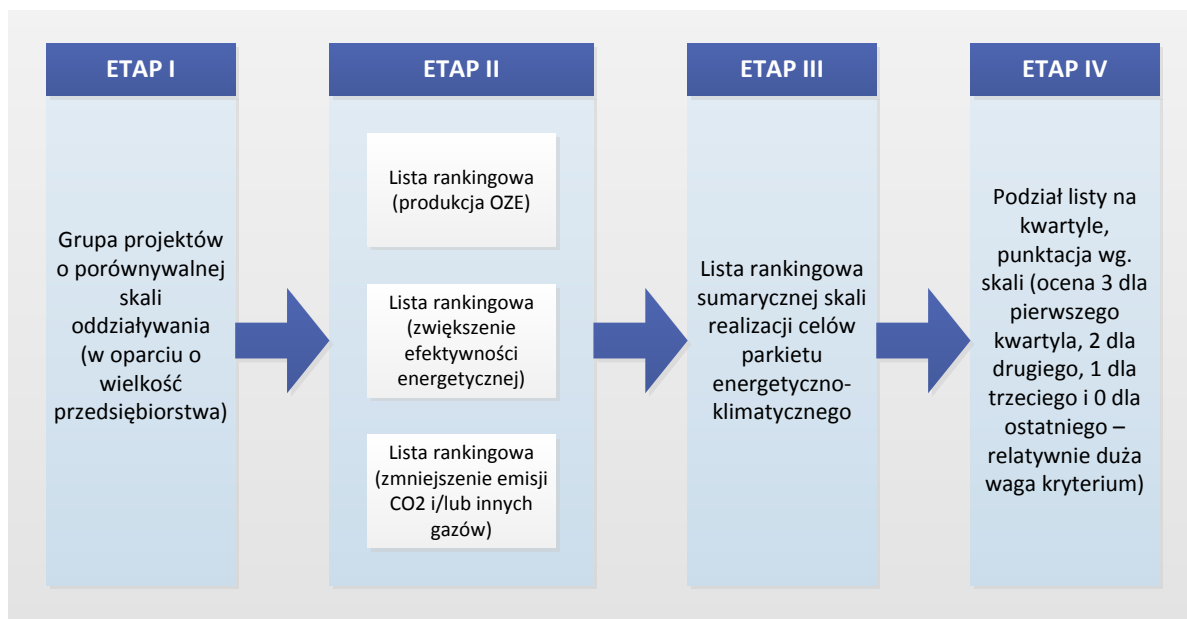 ETAP I
Grupa projektów
o porównywalnej
skali
oddziaływania
(w oparciu o
wielkość
przedsiębiorstwa)
ETAP II
Lista rankingowa
(produkcja OZE)
Lista rankingowa
(zwiększenie
efektywności
energetycznej)
Lista rankingowa
(zmniejszenie emisji
CO2 i/lub innych
gazów)
ETAP III
Lista rankingowa
sumarycznej skali
realizacji celów
parkietu
energetyczno-
klimatycznego
ETAP IV
Podział listy na
kwartyle,
punktacja wg.
skali (ocena 3 dla
pierwszego
kwartyla, 2 dla
drugiego, 1 dla
trzeciego i 0 dla
ostatniego –
relatywnie duża
waga kryterium)